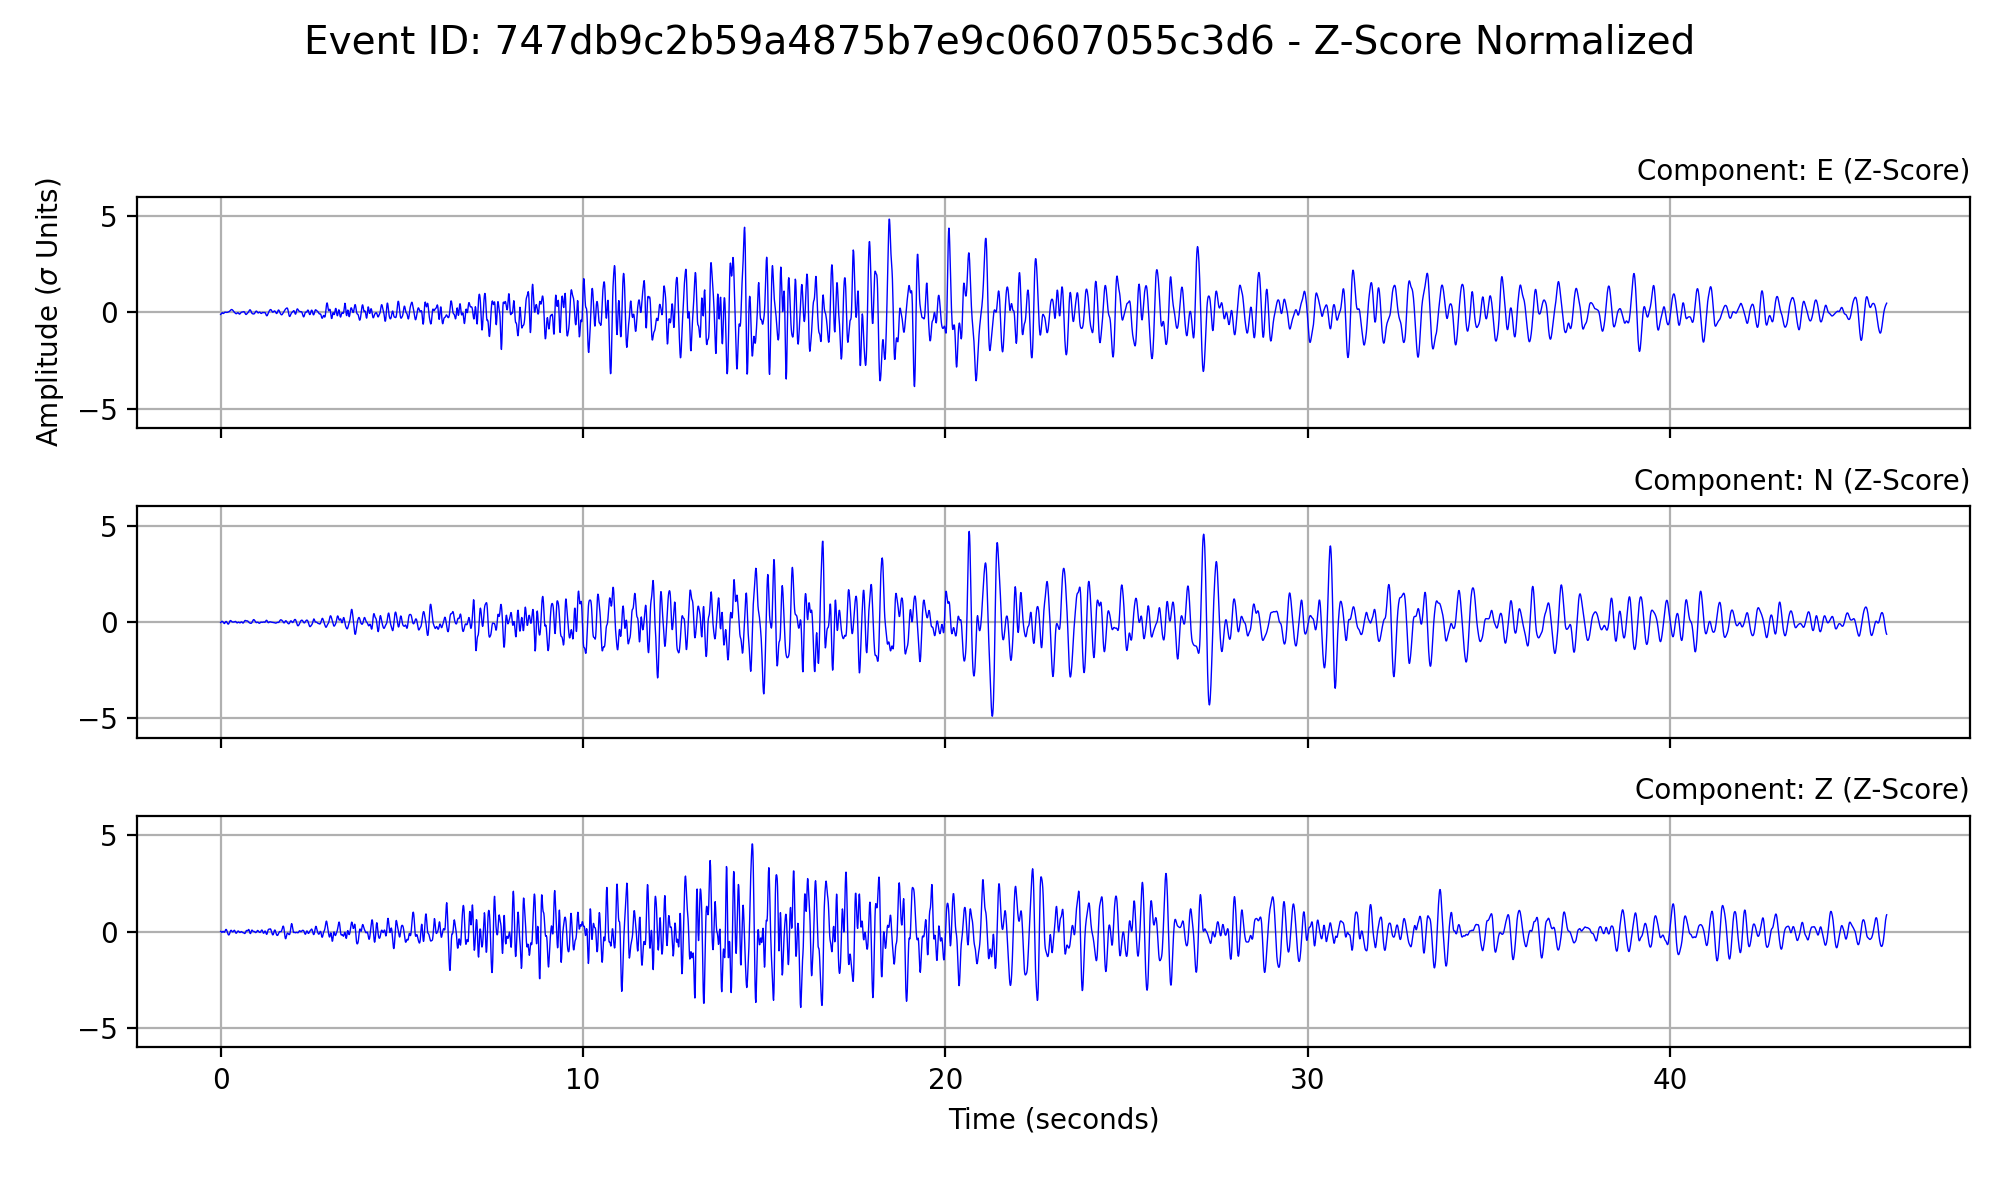 Event ID: 747db9c2b59a4875b7e9c0607055c3d6 - Z-Score Normalized
Component: E (Z-Score)
Amplitude (σ Units)
5
0
−5
Component: N (Z-Score)
5
0
−5
Component: Z (Z-Score)
5
0
−5
0 10 20 30 40
Time (seconds)